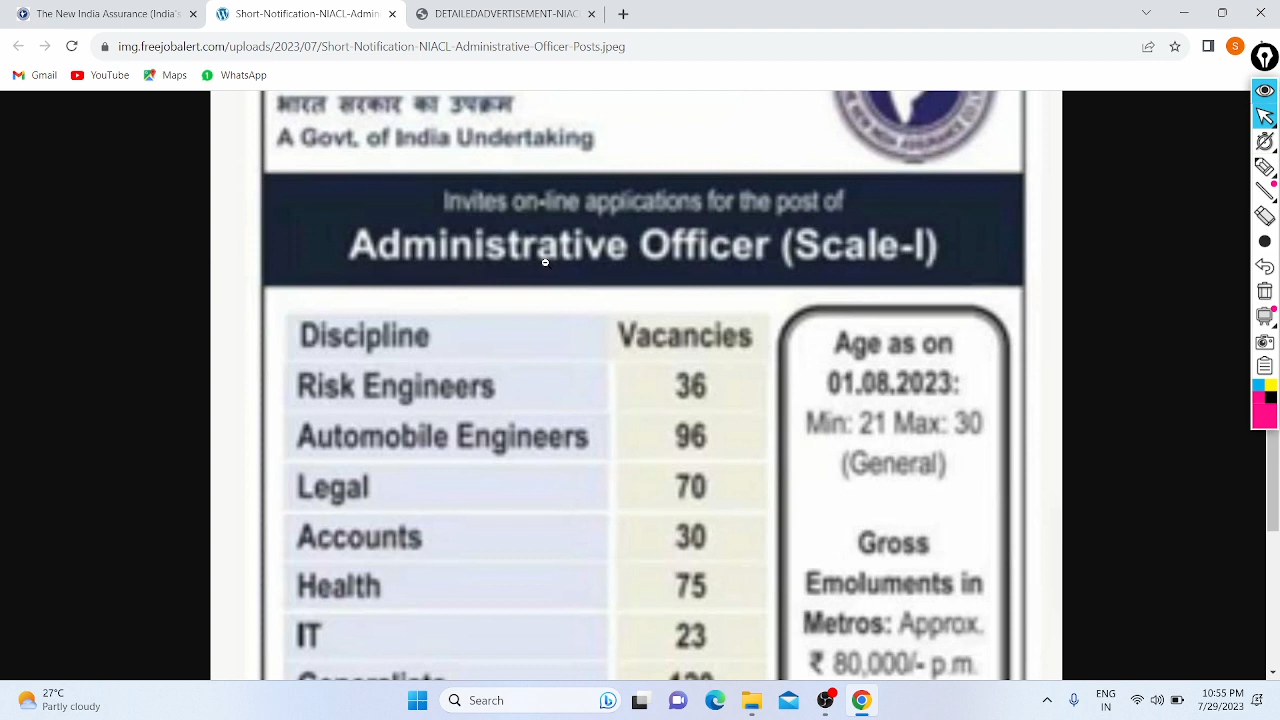 The New India Assurance (India's
Short-Notification-NIACL-Admin
DETEILEDADVERTISEMENT-NIAC
img.freejobalert.com/uploads/2023/07/Short-Notification-NIACL-Administrative-Officer-Posts.jpeg
S
Gmail
YouTube
Maps
WhatsApp
भारत सरकार का उपक्रम
A Govt. of India Undertaking
Invites on-line applications for the post of
Administrative Officer (Scale-I)
Discipline Vacancies
Risk Engineers 36
Automobile Engineers 96
Legal 70
Accounts 30
Health 75
IT 23
Generalists 120
Age as on
01.08.2023:
Min: 21 Max: 30
(General)
Gross
Emoluments in
Metros: Approx.
₹ 80,000/- p.m.
27°C
Partly cloudy
Search
ENG
IN
10:55 PM
7/29/2023